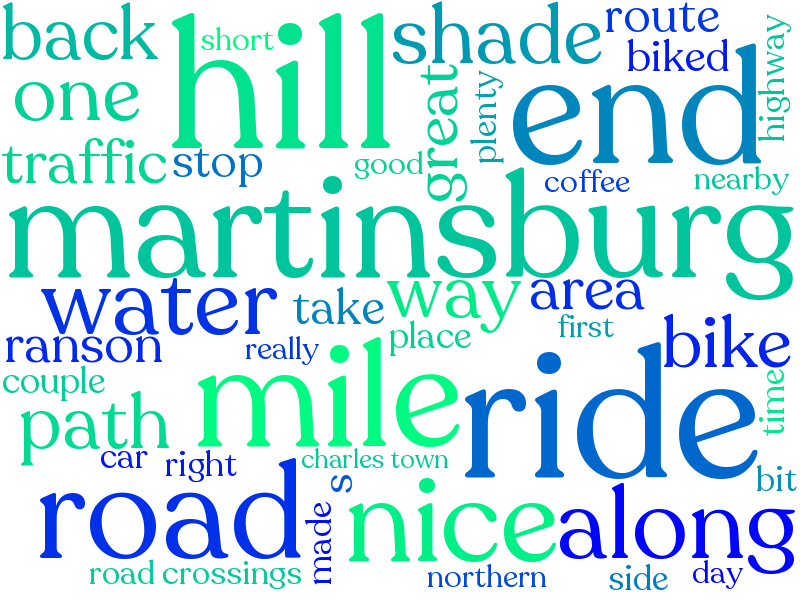 back
hill
short
shade
route
biked
highway
one
great
plenty
end
traffic
stop
good
coffee
nearby
martinsburg
water
take
way
area
first
ranson
really
place
bike
couple
mile
ride
time
path
car
right
charles town
s
bit
road
made
nice
along
road crossings
northern
side
day